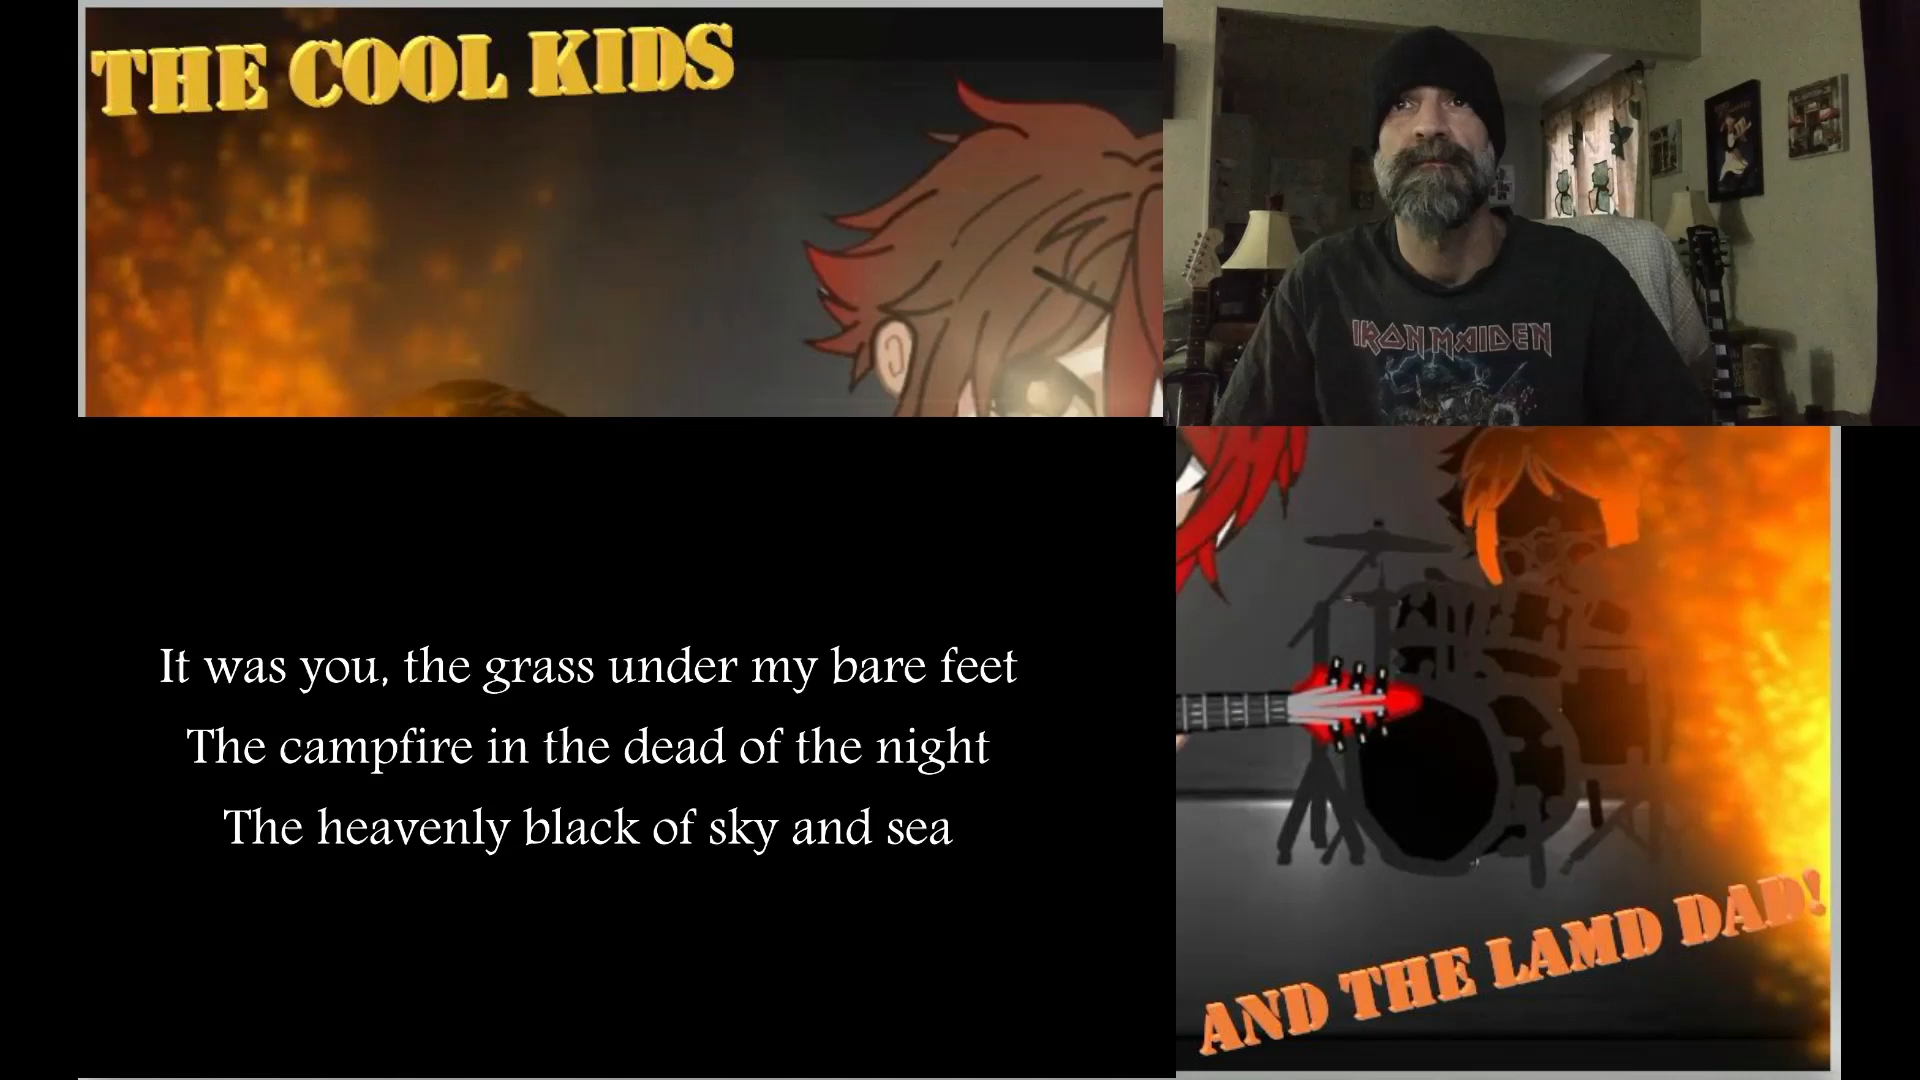 THE COOL KIDS
IRON MAIDEN
It was you, the grass under my bare feet
The campfire in the dead of the night
The heavenly black of sky and sea
AND THE LAMD DAD!